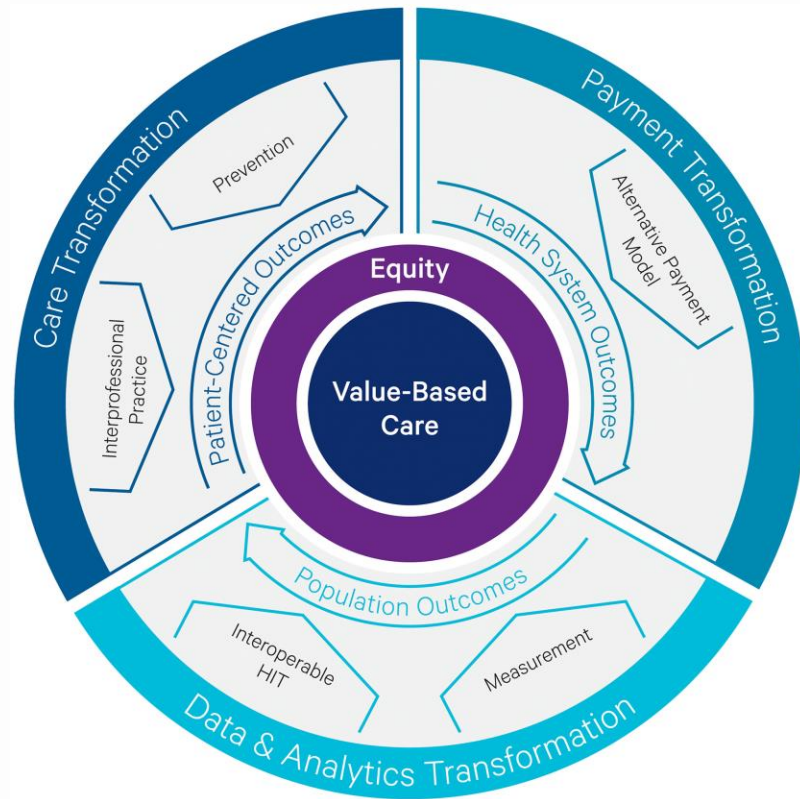 Care Transformation
Prevention
Interprofessional
Practice
Patient-Centered Outcomes
Payment Transformation
Alternative Payment
Model
Health System Outcomes
Equity
Value-Based
Care
Population Outcomes
Interoperable
HIT
Measurement
Data & Analytics Transformation